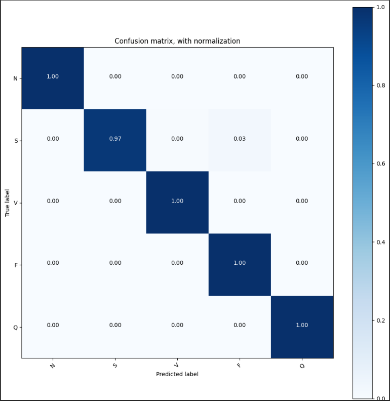 Confusion matrix, with normalization
1.0
0.8
0.6
0.4
0.2
0.0
True label
N 1.00 0.00 0.00 0.00 0.00
S 0.00 0.97 0.00 0.03 0.00
V 0.00 0.00 1.00 0.00 0.00
F 0.00 0.00 0.00 1.00 0.00
Q 0.00 0.00 0.00 0.00 1.00
N S V F Q
Predicted label